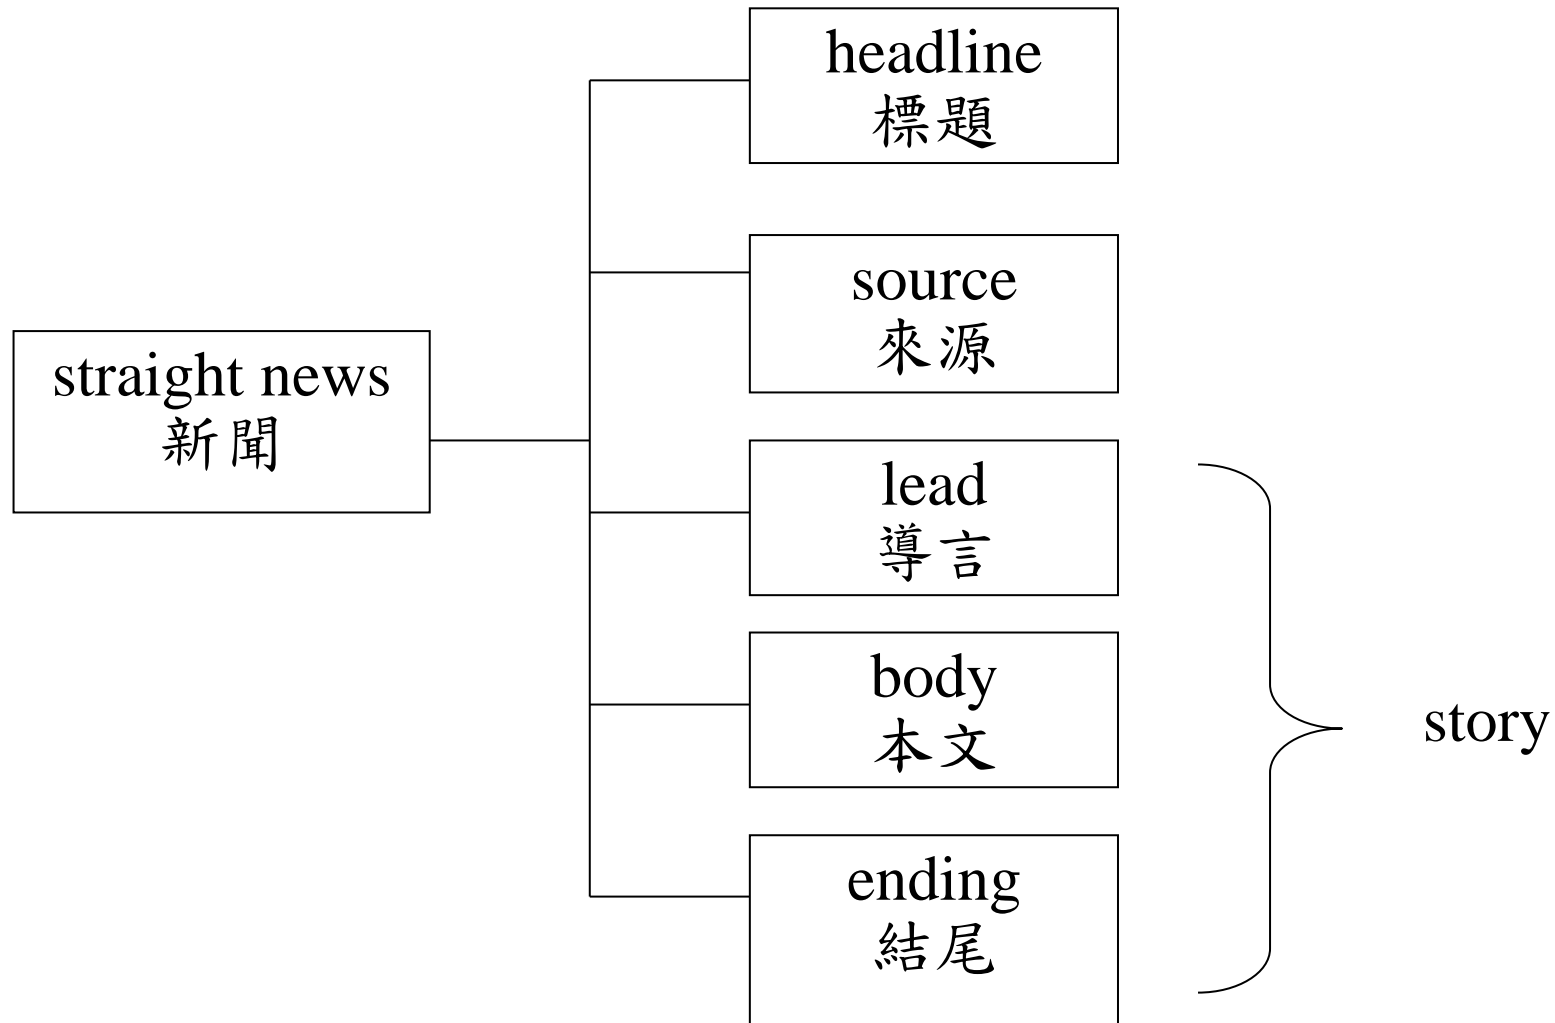 headline
標題
source
來源
straight news
新聞
lead
導言
body
本文
story
ending
結尾